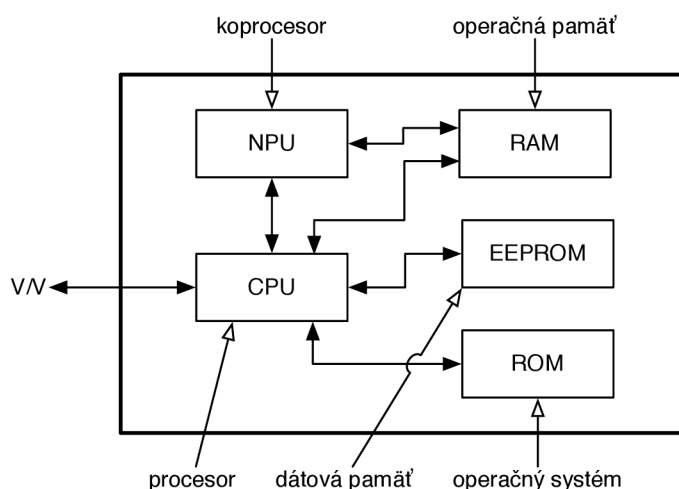 koprocesor
operačná pamäť
NPU
RAM
EEPROM
V/V
CPU
ROM
procesor
dátová pamäť
operačný systém